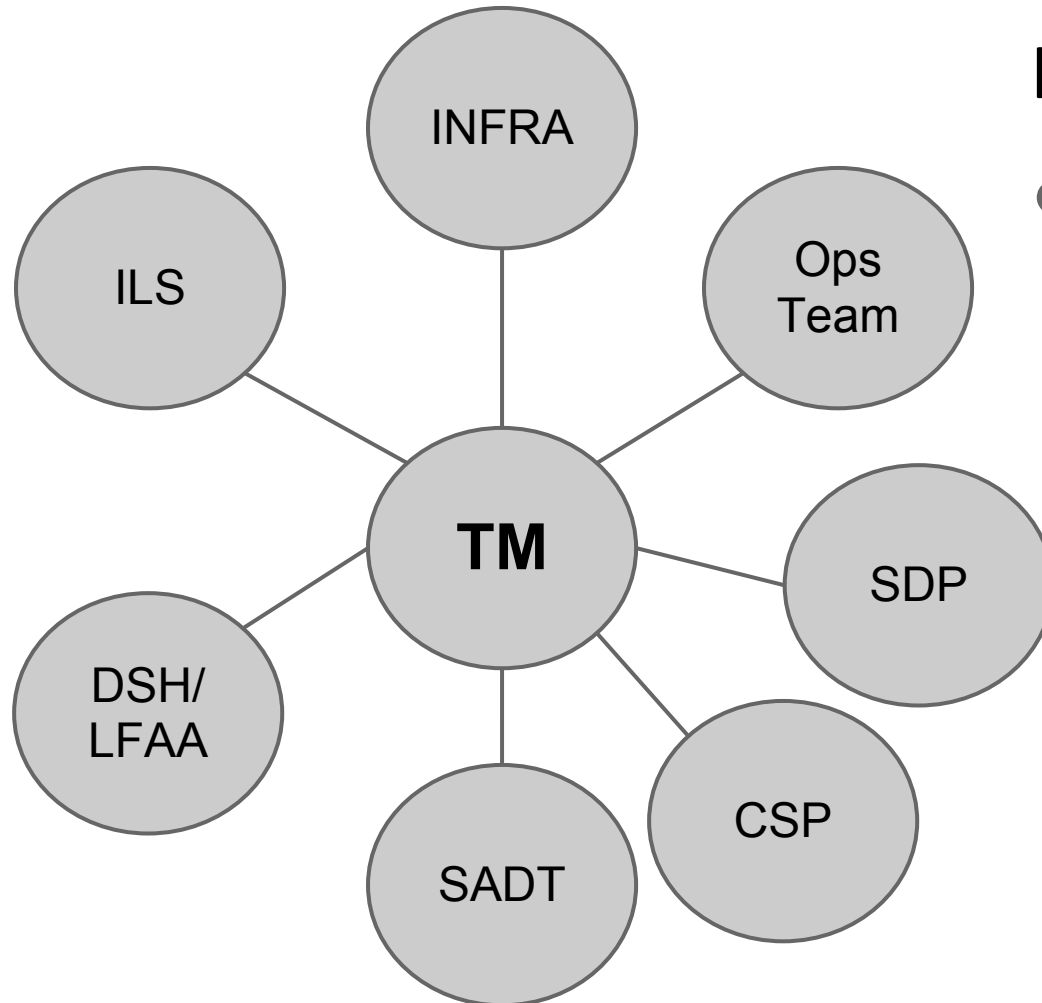 INFRA
ILS
Ops
Team
TM
SDP
DSH/
LFAA
CSP
SADT